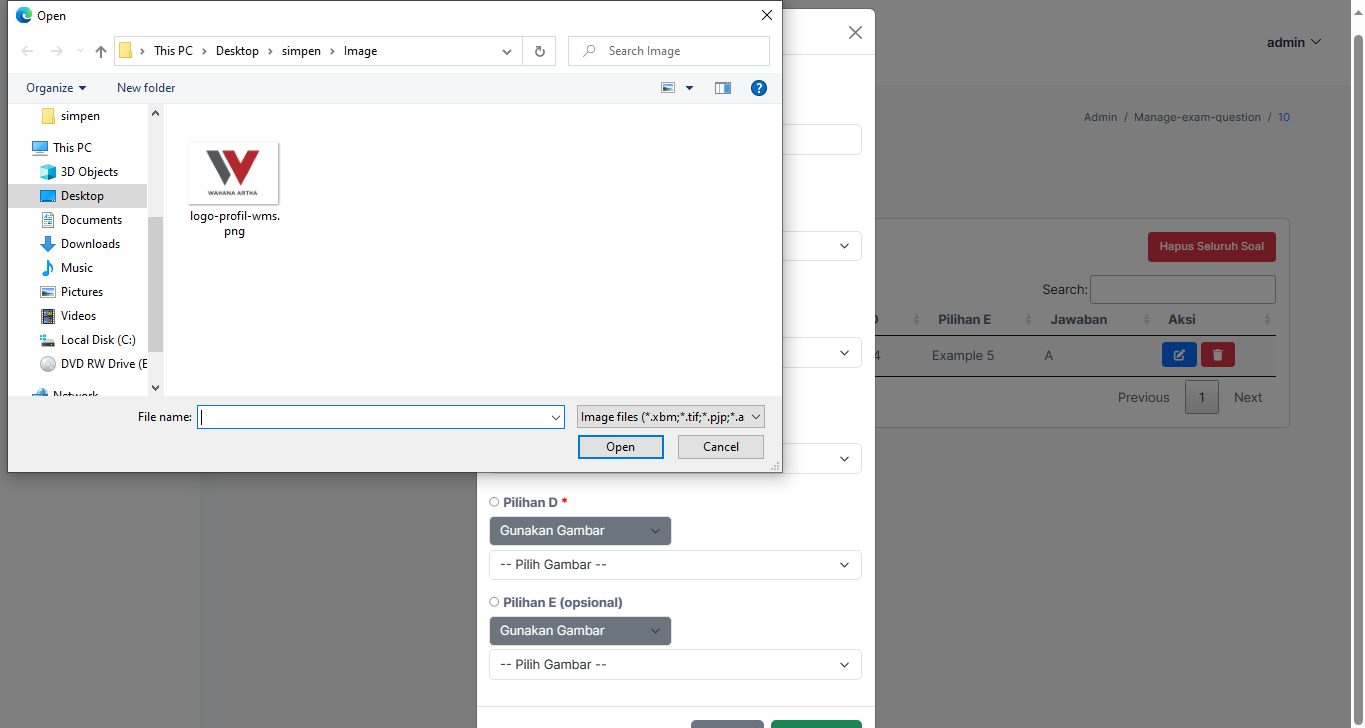 Open
This PC
Desktop
simpen
Image
Search Image
Organize
New folder
?
simpen
This PC
3D Objects
Desktop
Documents
Downloads
Music
Pictures
Videos
Local Disk (C:)
DVD RW Drive (E
Network
WAHANA ARTHA
logo-profil-wms.
png
File name:
Image files (*.xbm;*.tif;*.pjp;*.a
Open
Cancel
Pilihan D *
Gunakan Gambar
-- Pilih Gambar --
Pilihan E (opsional)
Gunakan Gambar
-- Pilih Gambar --
admin
Admin / Manage-exam-question / 10
Hapus Seluruh Soal
Search:
Pilihan E
Jawaban
Aksi
4
Example 5
A
Previous
1
Next